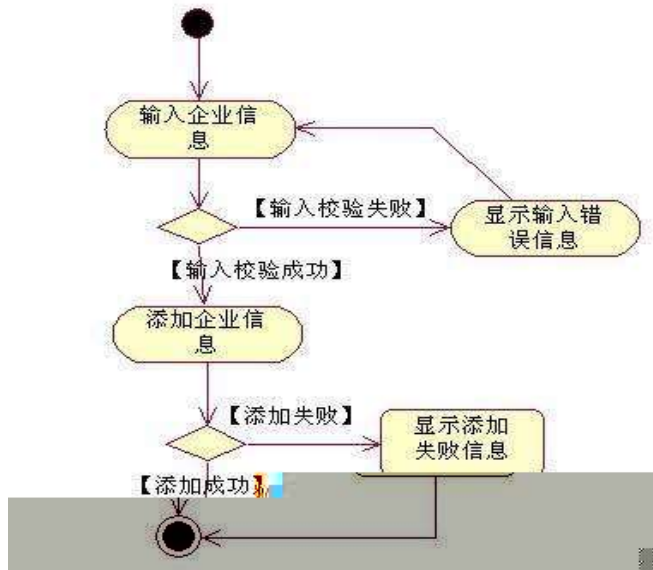 输入企业信
息
【输入校验失败】
显示输入错
误信息
【输入校验成功】
添加企业信
息
【添加失败】
显示添加
失败信息
【添加成功】